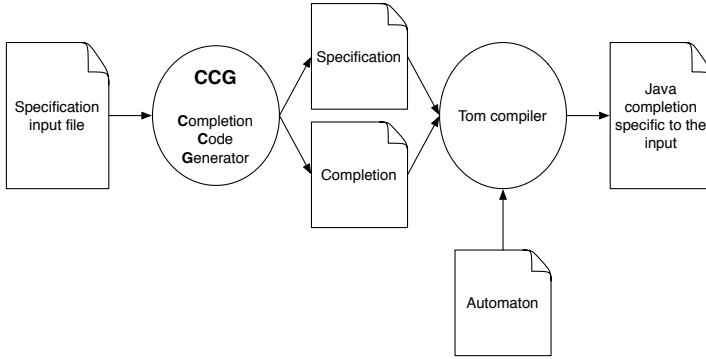 Specification
input file
CCG
Completion
Code
Generator
Specification
Completion
Tom compiler
Automaton
Java
completion
specific to the
input